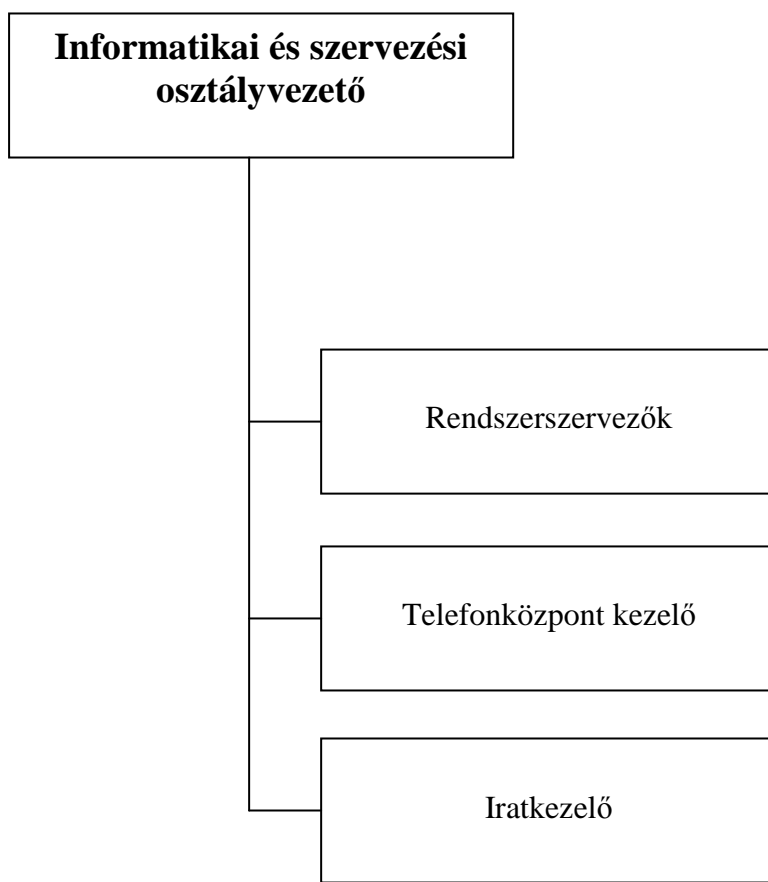 Informatikai és szervezési
osztályvezető
Rendszerszervezők
Telefonközpont kezelő
Iratkezelő